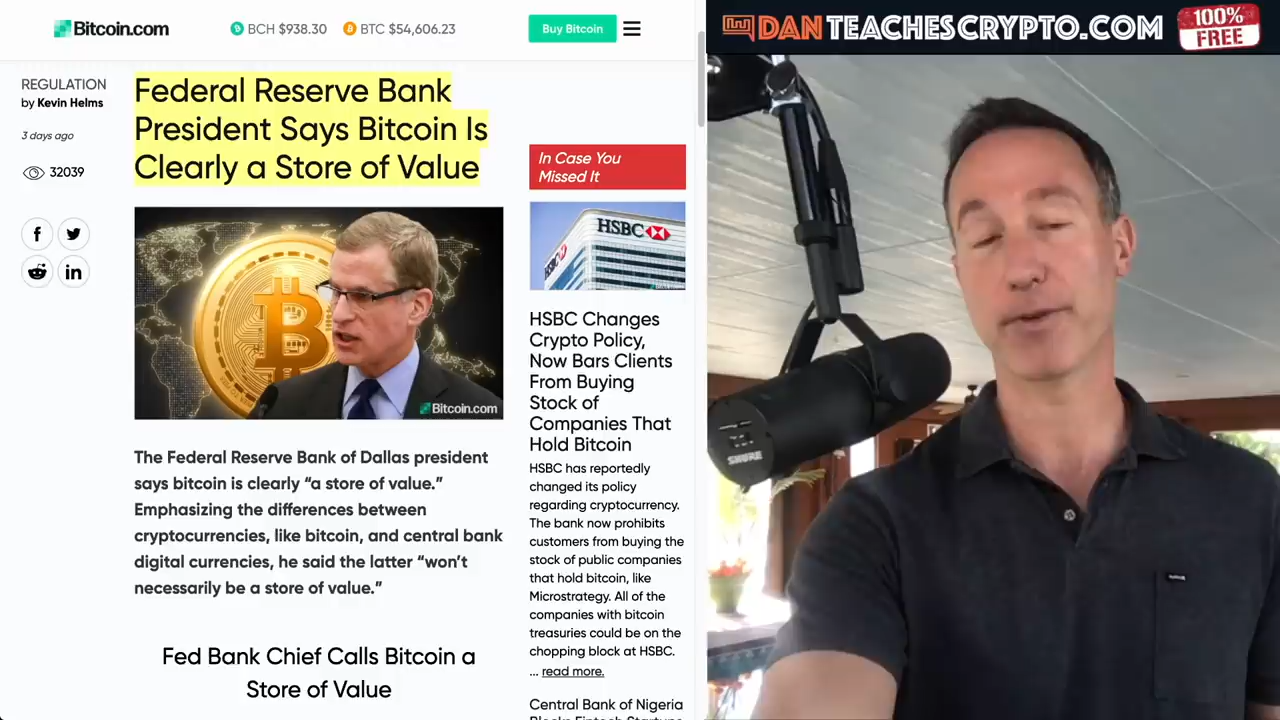 Bitcoin.com
BCH $938.30
BTC $54,606.23
Buy Bitcoin
REGULATION
by Kevin Helms
3 days ago
32039
Federal Reserve Bank
President Says Bitcoin Is
Clearly a Store of Value
Bitcoin.com
The Federal Reserve Bank of Dallas president
says bitcoin is clearly “a store of value.”
Emphasizing the differences between
cryptocurrencies, like bitcoin, and central bank
digital currencies, he said the latter “won’t
necessarily be a store of value.”
Fed Bank Chief Calls Bitcoin a
Store of Value
In Case You
Missed It
HSBC
HSBC
HSBC Changes
Crypto Policy,
Now Bars Clients
From Buying
Stock of
Companies That
Hold Bitcoin
HSBC has reportedly
changed its policy
regarding cryptocurrency.
The bank now prohibits
customers from buying the
stock of public companies
that hold bitcoin, like
Microstrategy. All of the
companies with bitcoin
treasuries could be on the
chopping block at HSBC.
... read more.
Central Bank of Nigeria
Blocks Fintech Startups
DANTEACHESCRYPTO.COM
100%
FREE
SHURE